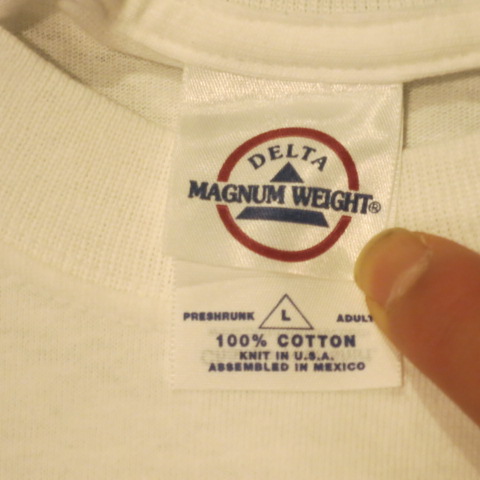 DELTA
MAGNUM WEIGHT®
PRESHRUNK L ADULT
100% COTTON
KNIT IN U.S.A.
ASSEMBLED IN MEXICO